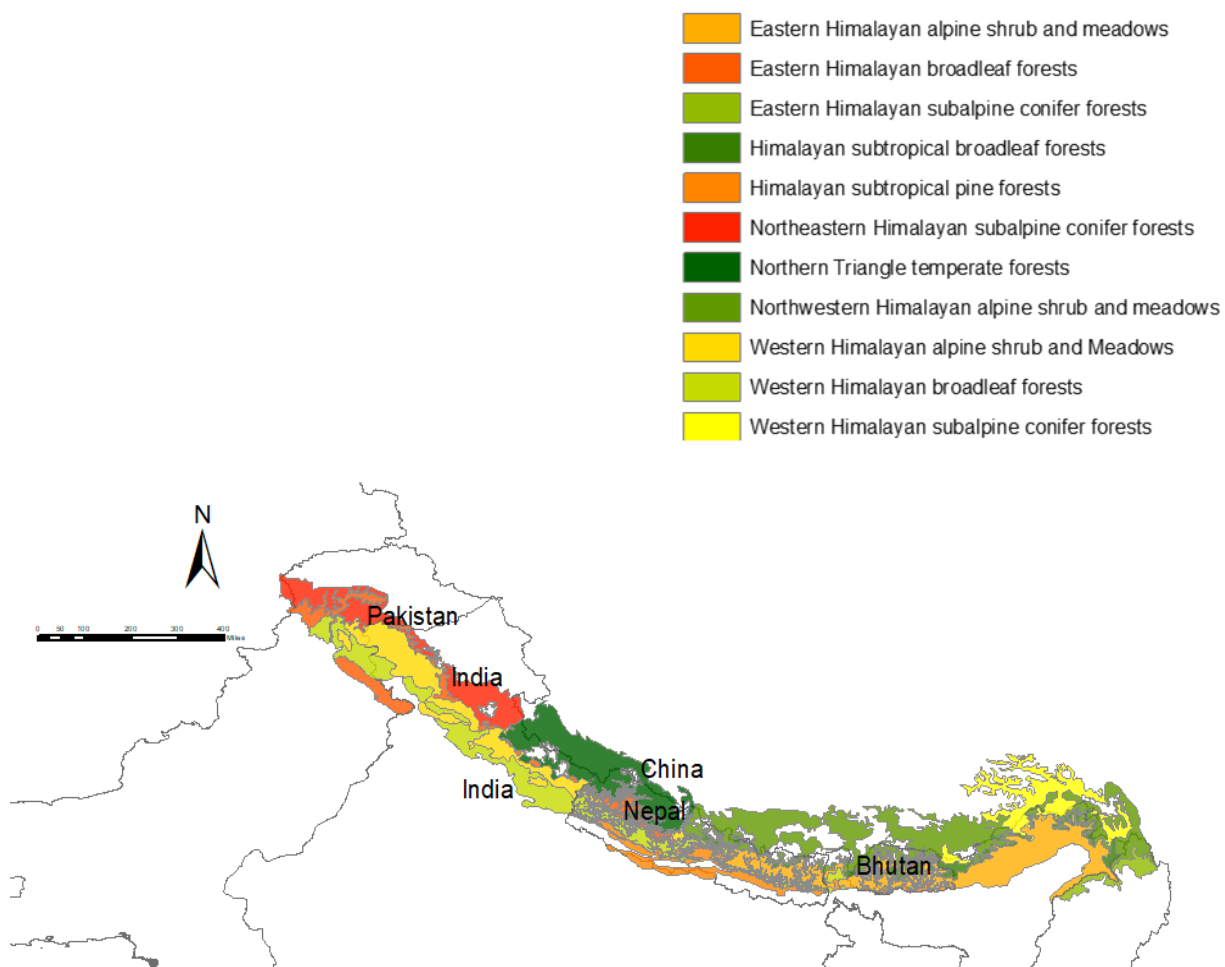 Eastern Himalayan alpine shrub and meadows
Eastern Himalayan broadleaf forests
Eastern Himalayan subalpine conifer forests
Himalayan subtropical broadleaf forests
Himalayan subtropical pine forests
Northeastern Himalayan subalpine conifer forests
Northern Triangle temperate forests
Northwestern Himalayan alpine shrub and meadows
Western Himalayan alpine shrub and Meadows
Western Himalayan broadleaf forests
Western Himalayan subalpine conifer forests
N
0 50 100 200 300 400
Miles
Pakistan
India
India
China
Nepal
Bhutan